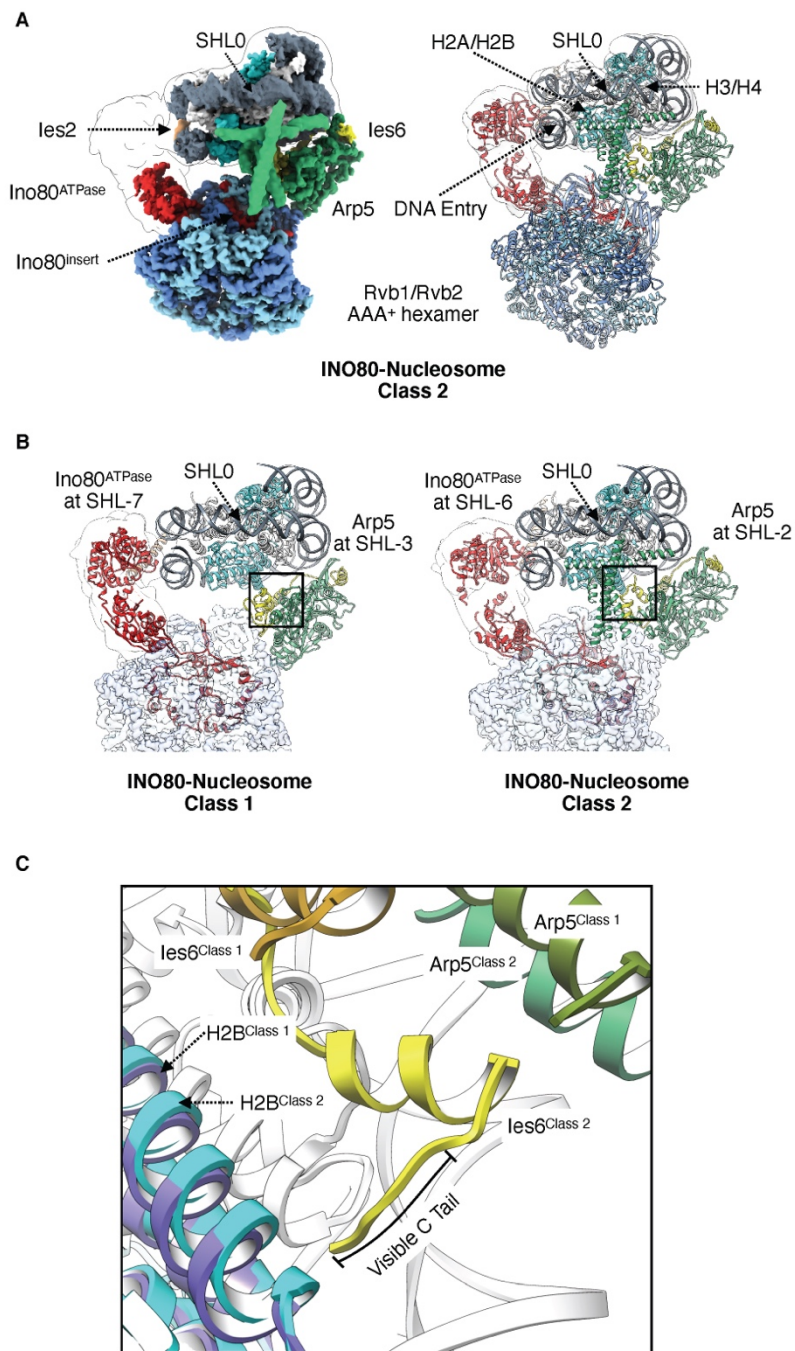 A
SHL0
Ies2
Ies6
Ino80ATPase
Arp5
Ino80insert
H2A/H2B
SHL0
H3/H4
DNA Entry
Rvb1/Rvb2
AAA+ hexamer
INO80-Nucleosome
Class 2
B
Ino80ATPase
at SHL-7
SHL0
Arp5
at SHL-3
INO80-Nucleosome
Class 1
Ino80ATPase
at SHL-6
SHL0
Arp5
at SHL-2
INO80-Nucleosome
Class 2
C
Arp5Class 1
Ies6Class 1
Arp5Class 2
H2BClass 1
H2BClass 2
Ies6Class 2
Visible C Tail